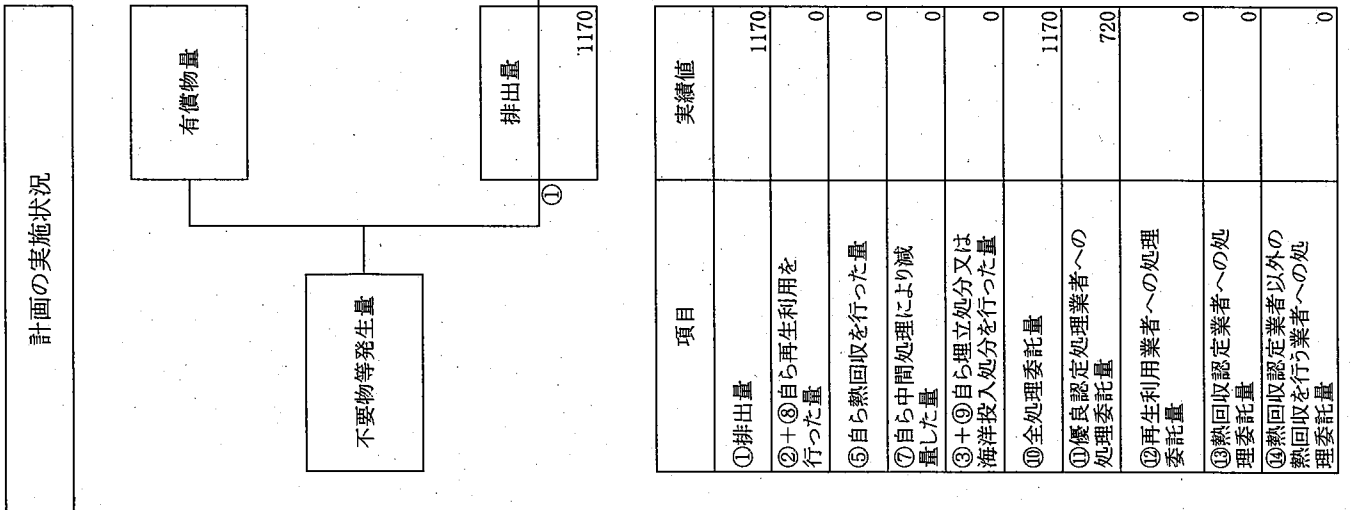 計画の実施状況
有償物量
不要物等発生量
排出量
①
1170
項目
実績値
①排出量
1170
②+⑧自ら再生利用を
行った量
0
⑤自ら熱回収を行った量
0
⑦自ら中間処理により減
量した量
0
③+⑨自ら埋立処分又は
海洋投入処分を行った量
0
⑩全処理委託量
1170
⑪優良認定処理業者への
処理委託量
720
⑫再生利用業者への処理
委託量
0
⑬熱回収認定業者への処
理委託量
0
⑭熱回収認定業者以外の
熱回収を行う業者への処
理委託量
0